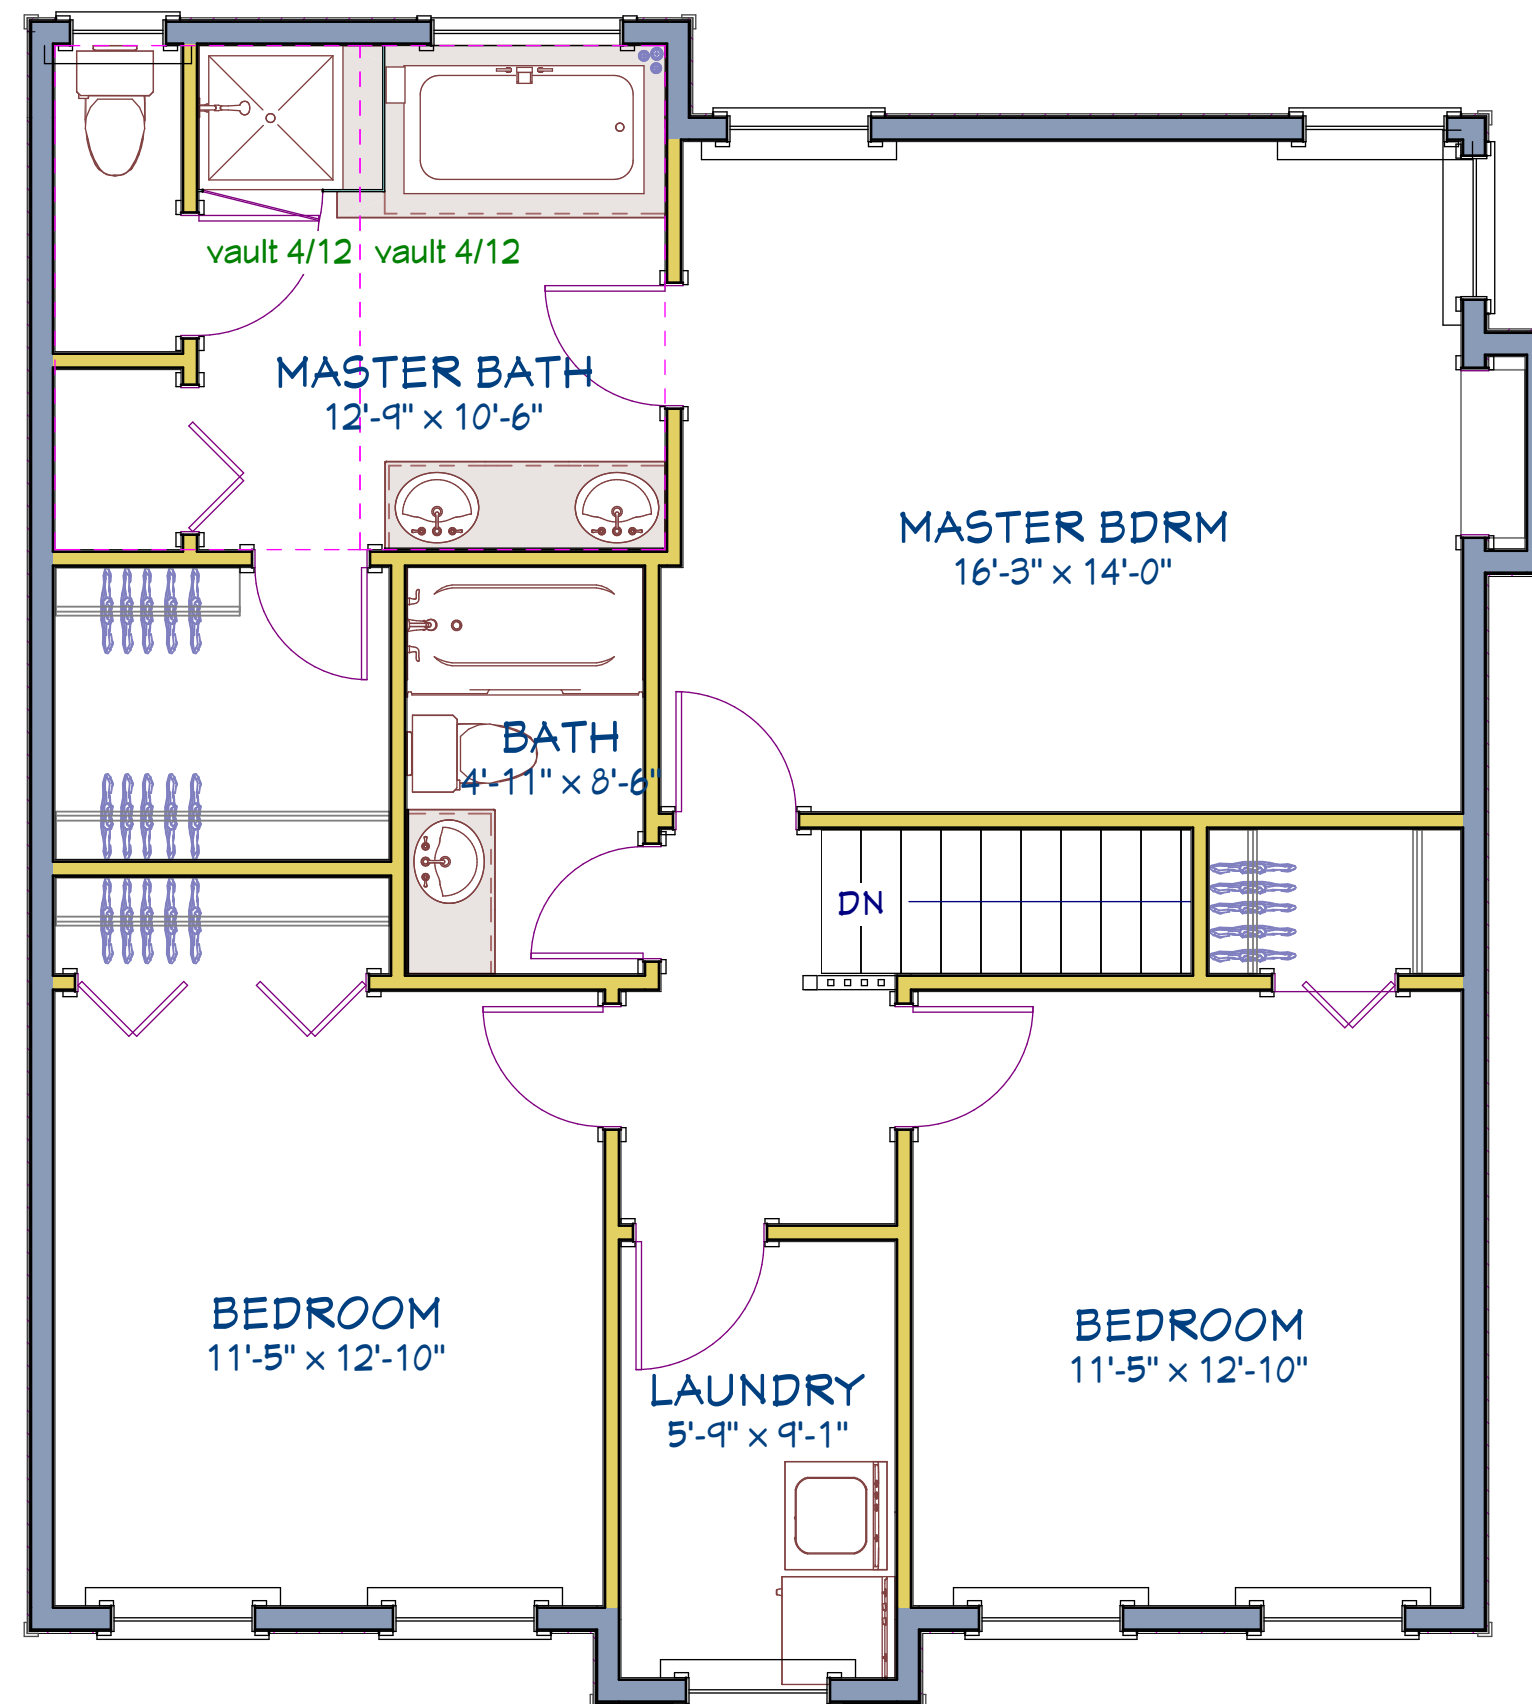 vault 4/12 vault 4/12
MASTER BATH
12'-9" x 10'-6"
MASTER BDRM
16'-3" x 14'-0"
BATH
4'-11" x 8'-6"
DN
BEDROOM
11'-5" x 12'-10"
BEDROOM
11'-5" x 12'-10"
LAUNDRY
5'-9" x 9'-1"